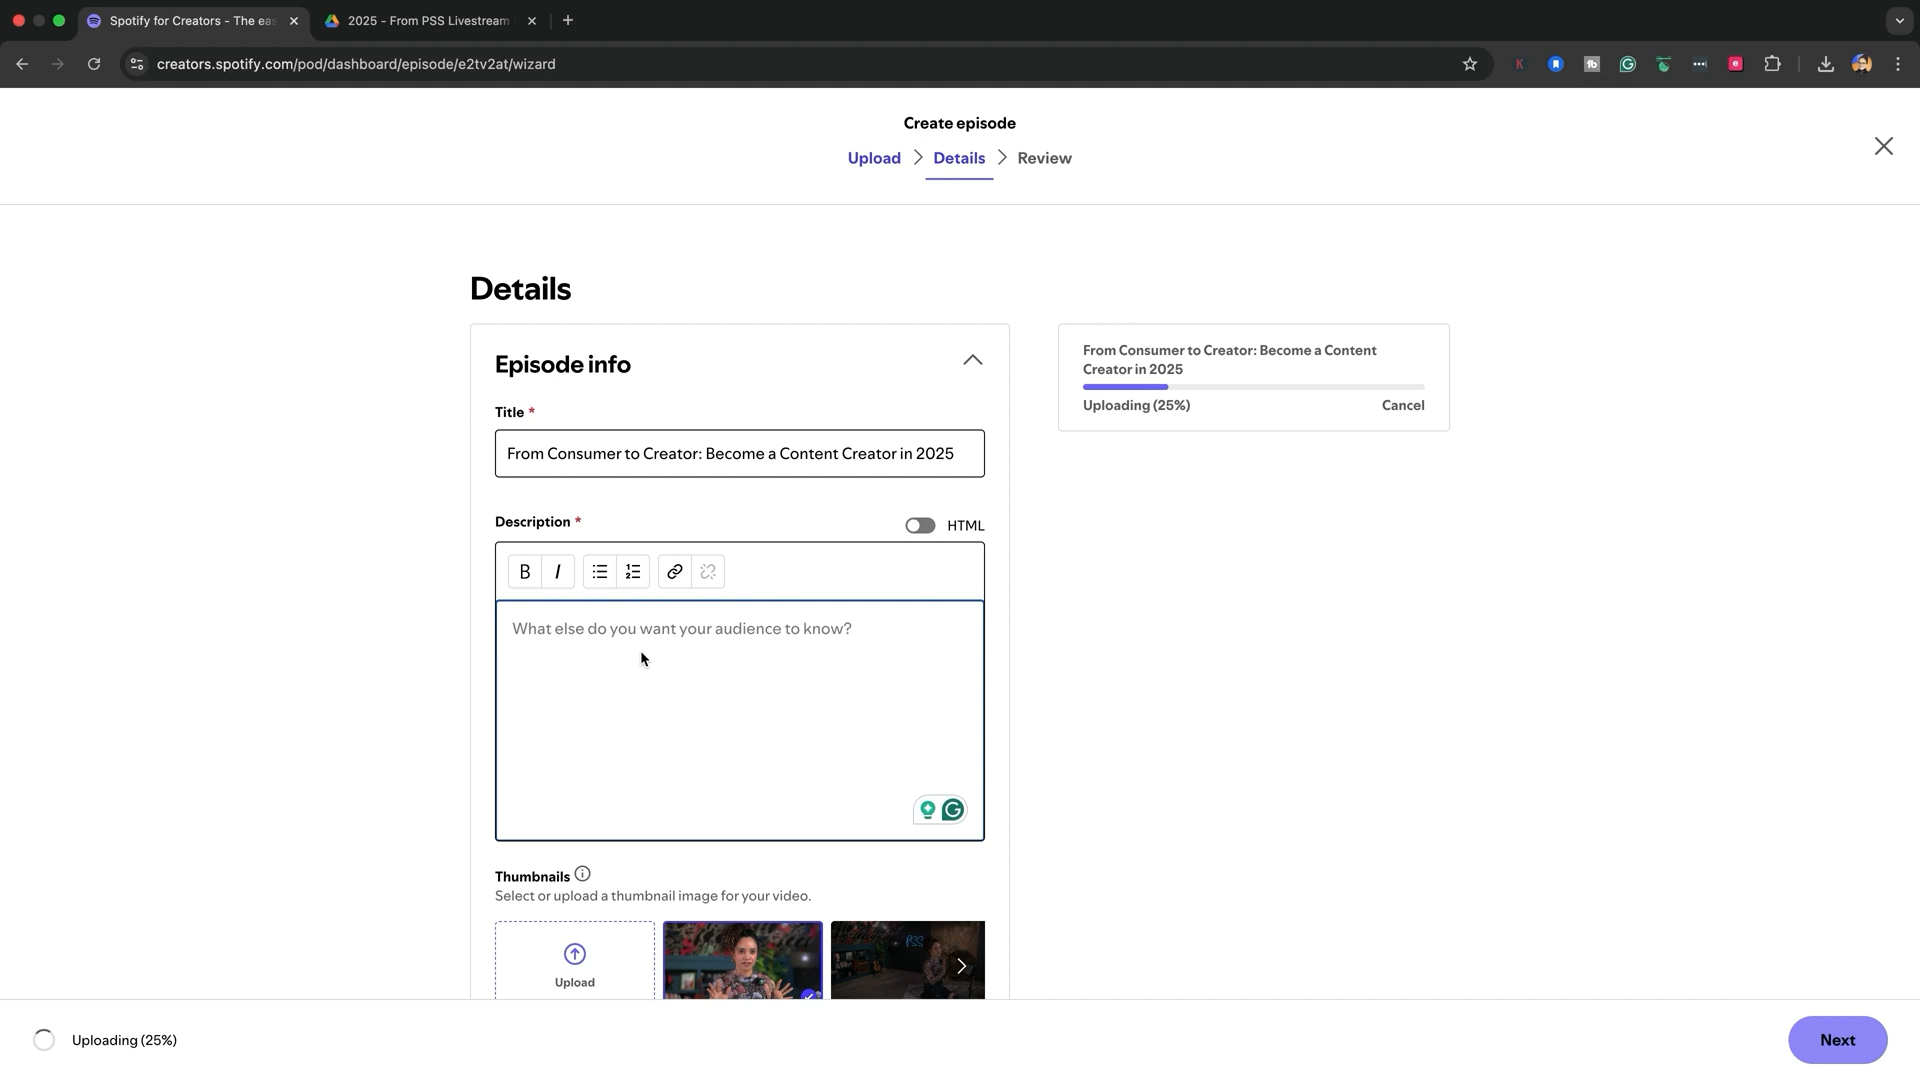 Spotify for Creators - The eas
2025 - From PSS Livestream
creators.spotify.com/pod/dashboard/episode/e2tv2at/wizard
Create episode
Upload
Details
Review
Details
Episode info
Title *
From Consumer to Creator: Become a Content Creator in 2025
Description *
HTML
B
I
What else do you want your audience to know?
Thumbnails
Select or upload a thumbnail image for your video.
Upload
PSS
From Consumer to Creator: Become a Content
Creator in 2025
Uploading (25%)
Cancel
Uploading (25%)
Next